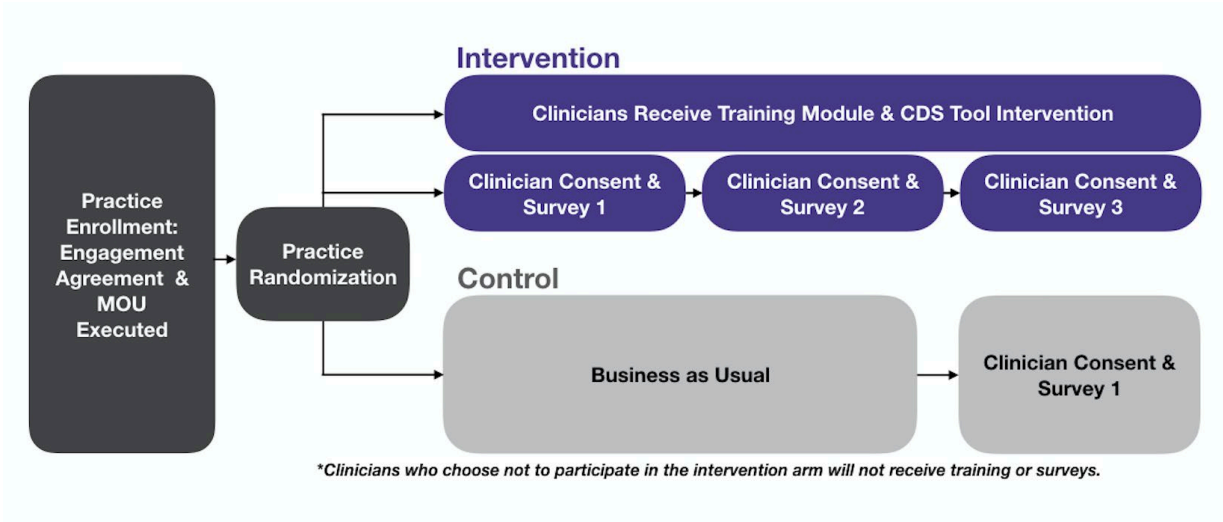 Intervention
Clinicians Receive Training Module & CDS Tool Intervention
Practice
Enrollment:
Engagement
Agreement &
MOU
Executed
Practice
Randomization
Clinician Consent &
Survey 1
Clinician Consent &
Survey 2
Clinician Consent &
Survey 3
Control
Business as Usual
Clinician Consent &
Survey 1
*Clinicians who choose not to participate in the intervention arm will not receive training or surveys.